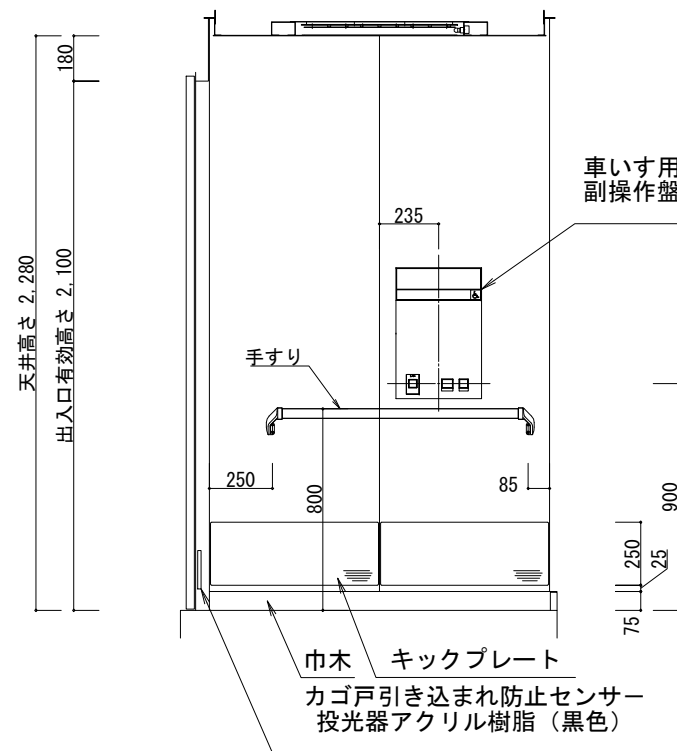 180
車いす用
副操作盤
235
天井高さ 2,280
出入口有効高さ 2,100
手すり
250
800
85
900
250
25
75
巾木
キックプレート
カゴ戸引き込まれ防止センサー
投光器アクリル樹脂（黒色）